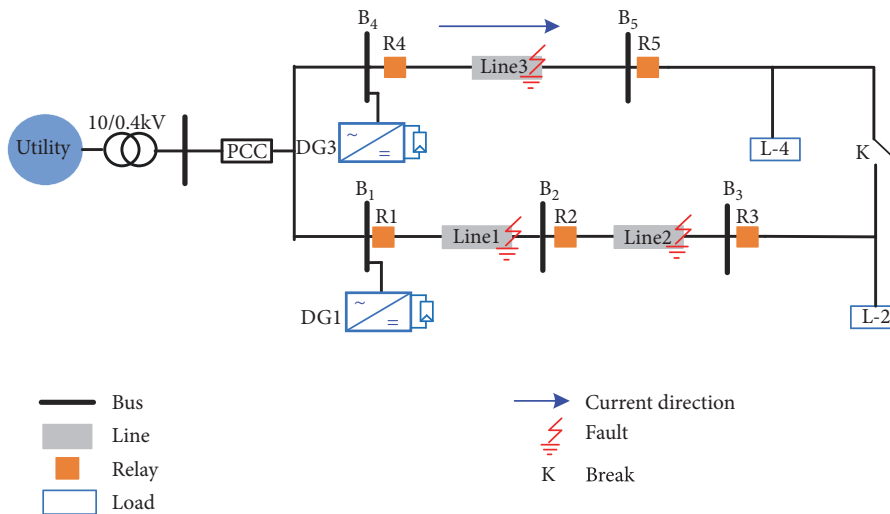 B4
B5
R4
R5
Line3
10/0.4kV
Utility
PCC
DG3
~
=
L-4
K
B1
B2
B3
R1
R2
R3
Line1
Line2
DG1
~
=
L-2
Bus
Line
Relay
Load
Current direction
Fault
K Break